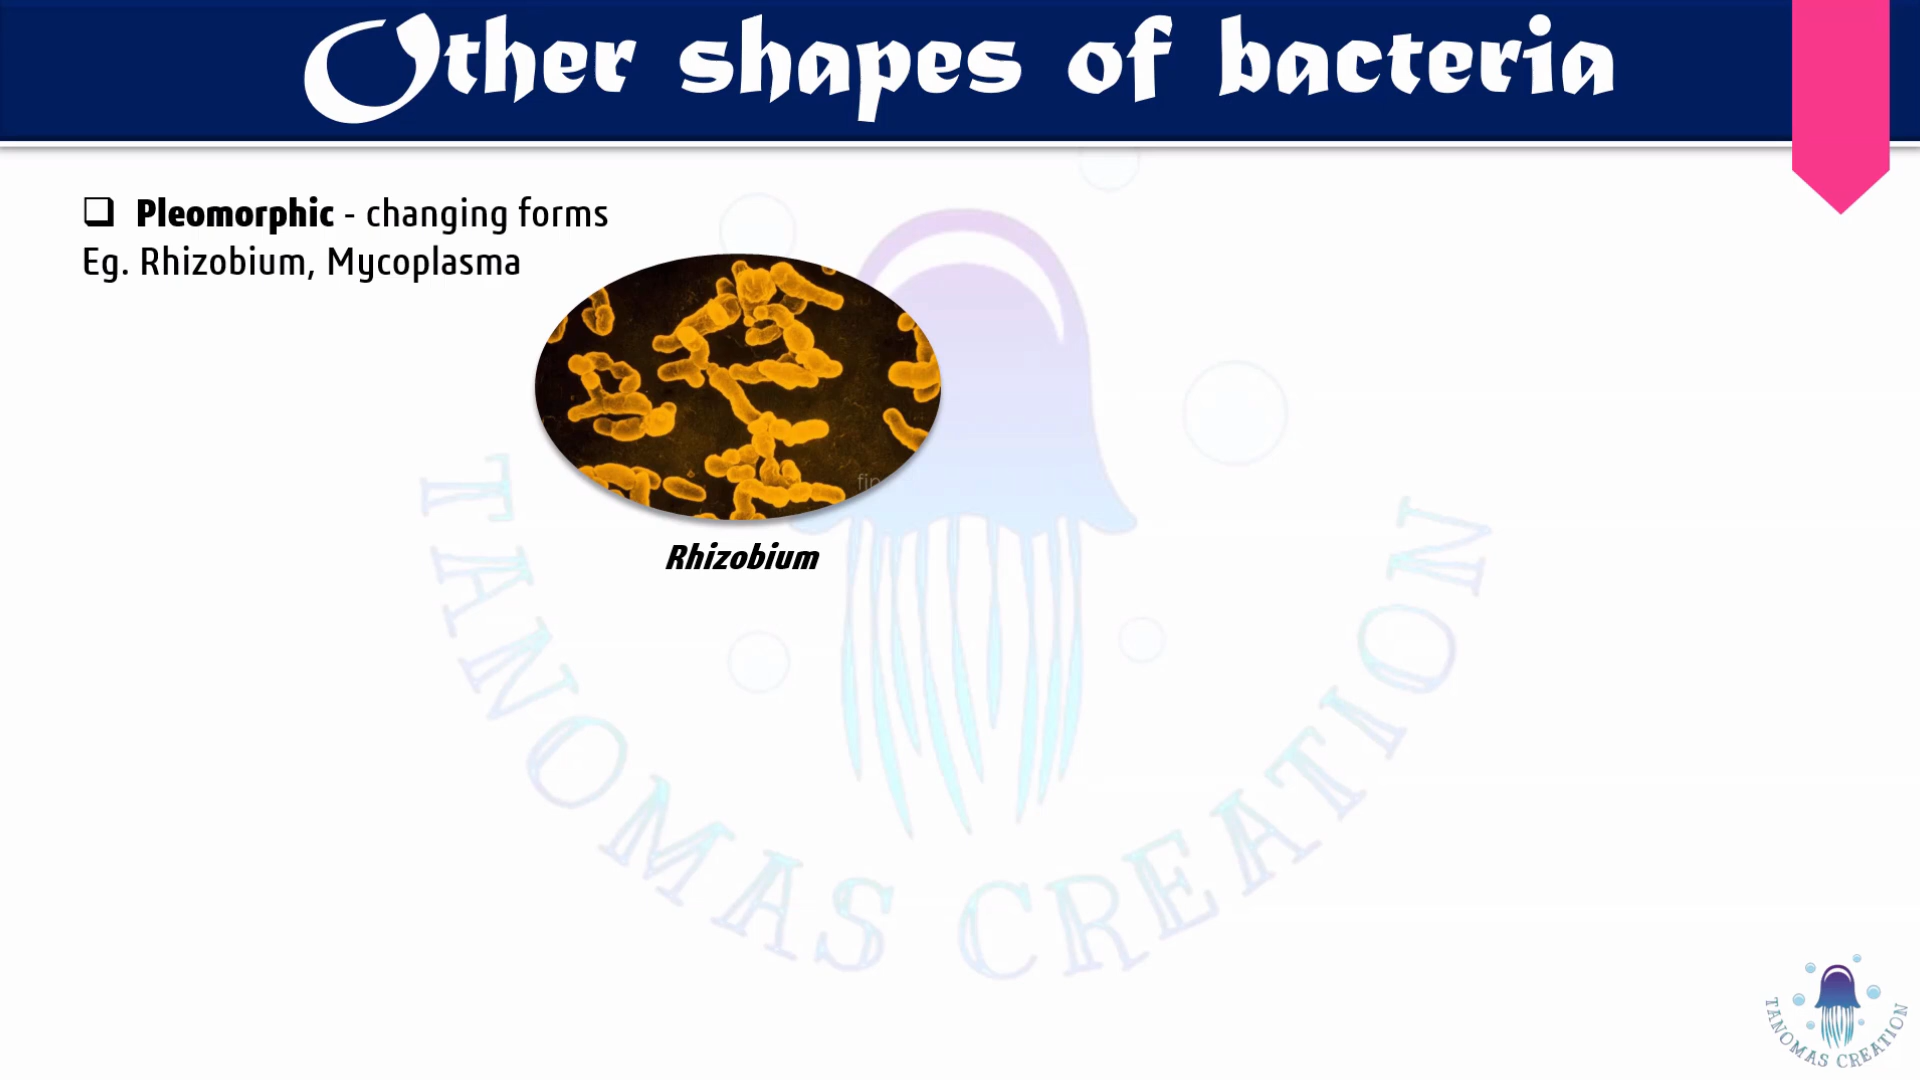 Other shapes of bacteria
❑ Pleomorphic - changing forms
Eg. Rhizobium, Mycoplasma
Rhizobium
TANOMAS CREATION
TANOMAS CREATION